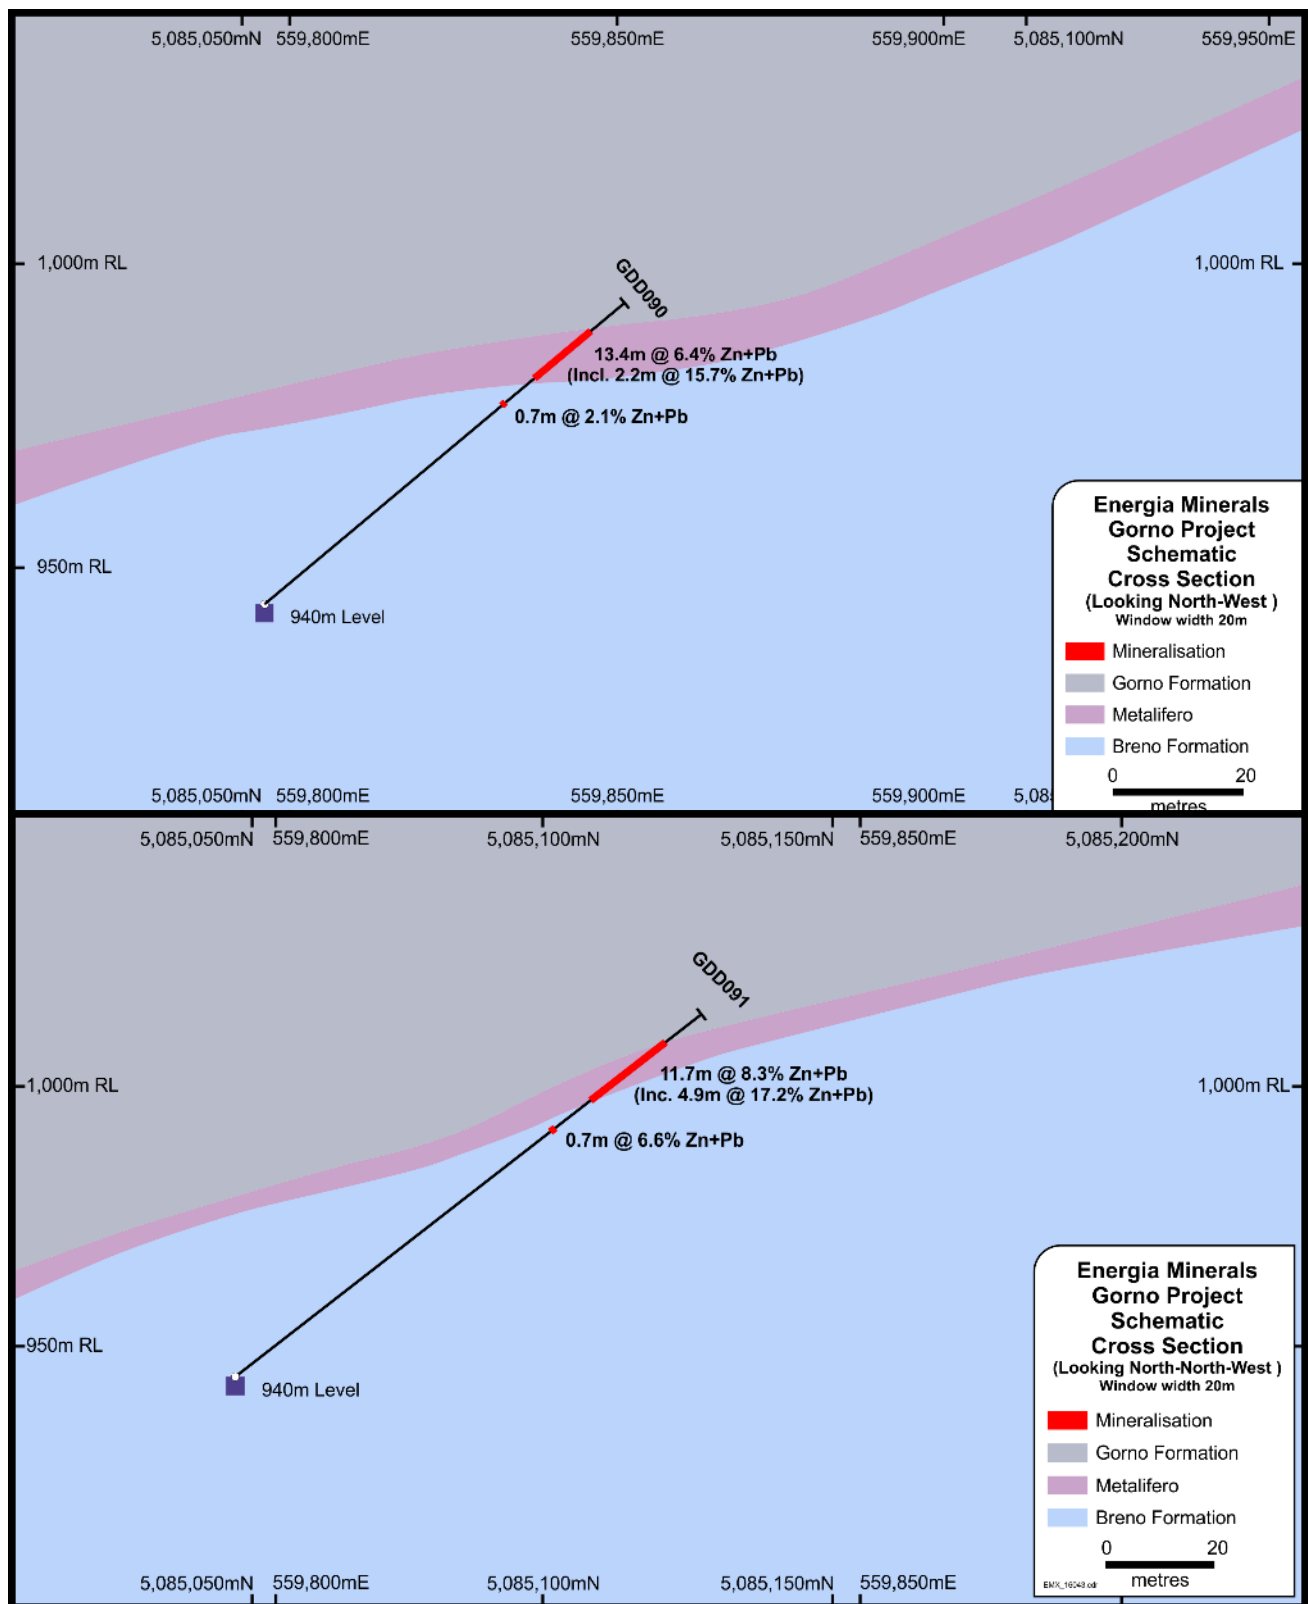 5,085,050mN 559,800mE 559,850mE 559,900mE 5,085,100mN 559,950mE
1,000m RL 1,000m RL
GDD090
13.4m @ 6.4% Zn+Pb
(Incl. 2.2m @ 15.7% Zn+Pb)
0.7m @ 2.1% Zn+Pb
950m RL
940m Level
Energia Minerals
Gorno Project
Schematic
Cross Section
(Looking North-West )
Window width 20m
Mineralisation
Gorno Formation
Metalifero
Breno Formation
0 20
metres
5,085,050mN 559,800mE 559,850mE 559,900mE 5,08
5,085,050mN 559,800mE 5,085,100mN 5,085,150mN 559,850mE 5,085,200mN
GDD091
1,000m RL 1,000m RL
11.7m @ 8.3% Zn+Pb
(Inc. 4.9m @ 17.2% Zn+Pb)
0.7m @ 6.6% Zn+Pb
950m RL
940m Level
Energia Minerals
Gorno Project
Schematic
Cross Section
(Looking North-North-West )
Window width 20m
Mineralisation
Gorno Formation
Metalifero
Breno Formation
0 20
metres
EMX_16043.cdr
5,085,050mN 559,800mE 5,085,100mN 5,085,150mN 559,850mE